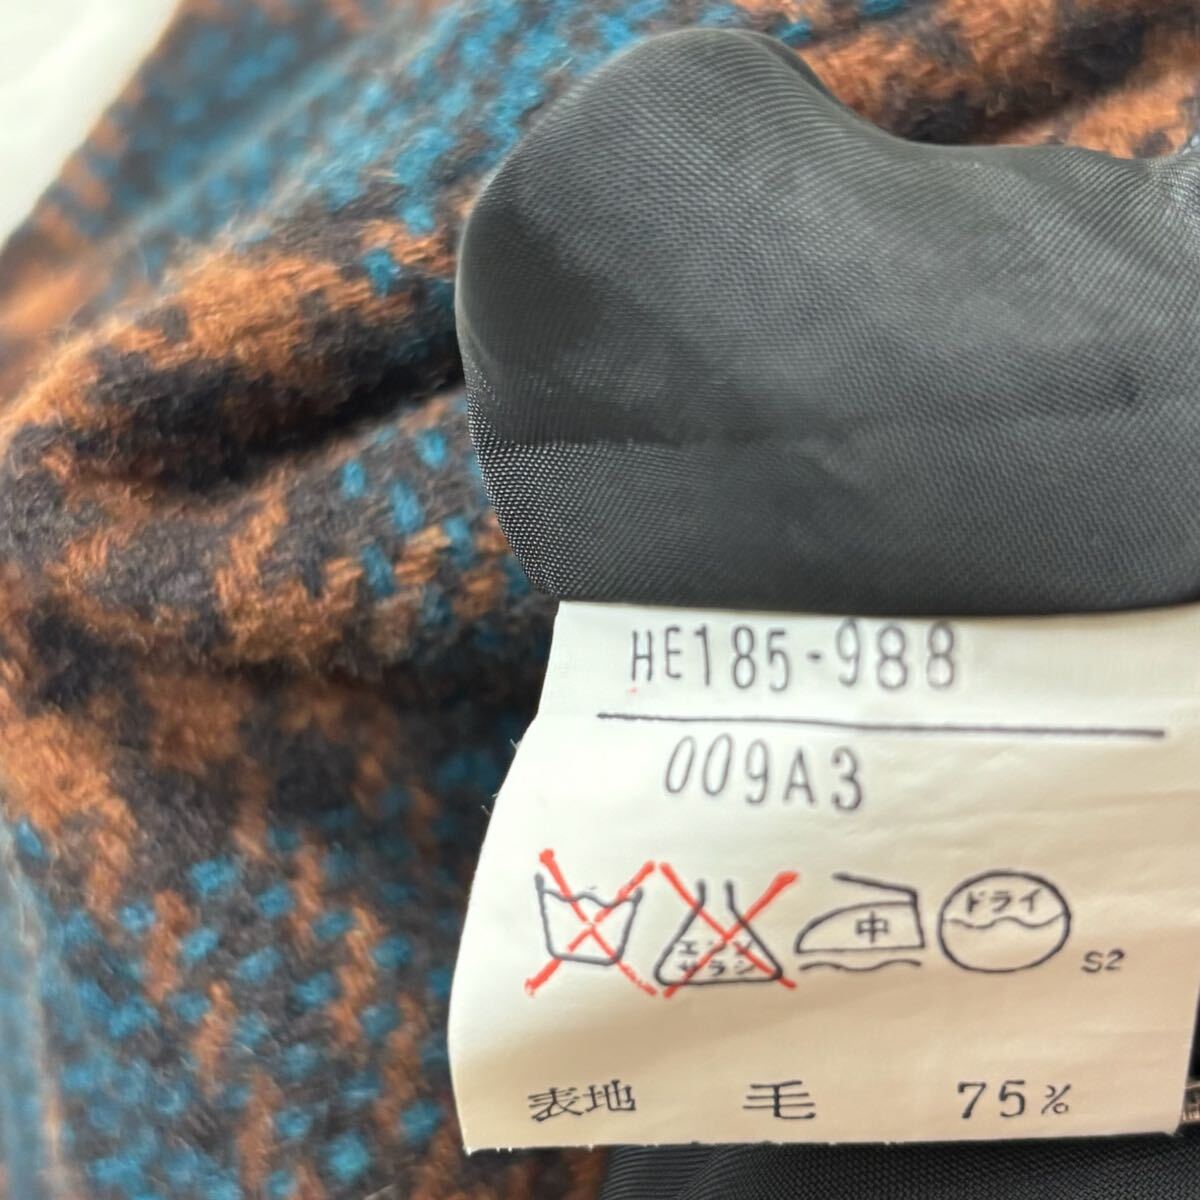 HE185-988
009A3
エンソ
サラシ
中
ドライ
S2
表地 毛 75%